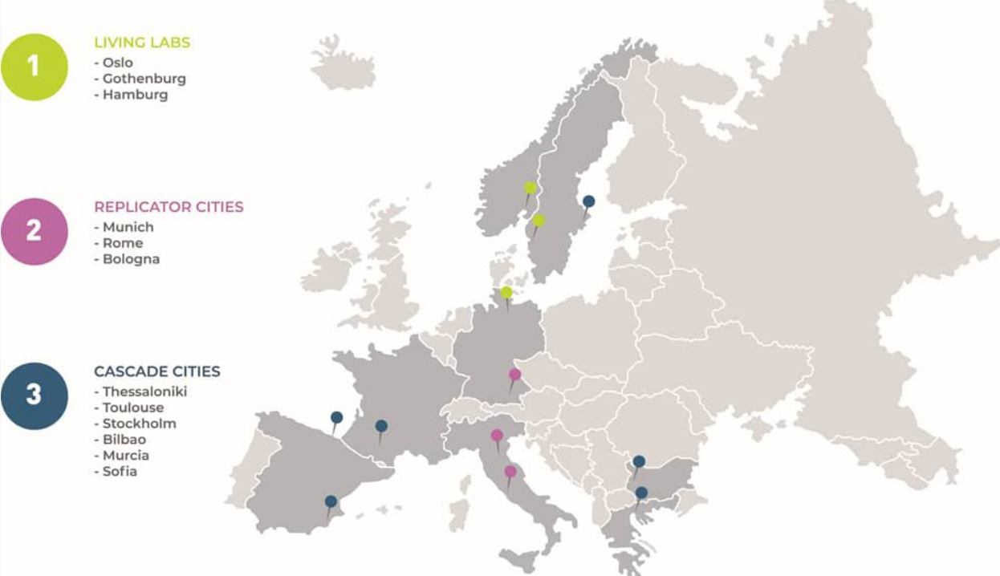 1
LIVING LABS
- Oslo
- Gothenburg
- Hamburg
2
REPLICATOR CITIES
- Munich
- Rome
- Bologna
3
CASCADE CITIES
- Thessaloniki
- Toulouse
- Stockholm
- Bilbao
- Murcia
- Sofia